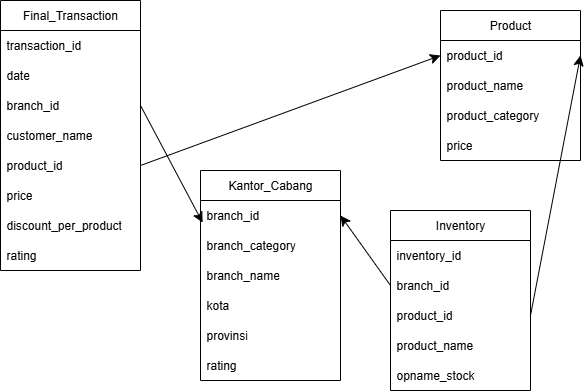 Final_Transaction
transaction_id
date
branch_id
customer_name
product_id
price
discount_per_product
rating
Product
product_id
product_name
product_category
price
Kantor_Cabang
branch_id
branch_category
branch_name
kota
provinsi
rating
Inventory
inventory_id
branch_id
product_id
product_name
opname_stock